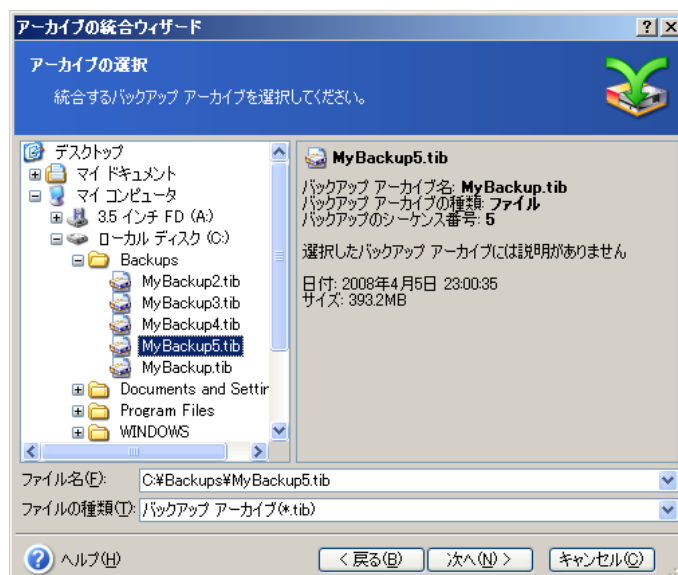 アーカイブの統合ウィザード
アーカイブの選択
統合するバックアップ アーカイブを選択してください。
デスクトップ
マイ ドキュメント
マイ コンピュータ
3.5 インチ FD (A:)
ローカル ディスク (C:)
Backups
MyBackup2.tib
MyBackup3.tib
MyBackup4.tib
MyBackup5.tib
MyBackup.tib
Documents and Settir
Program Files
WINDOWS
MyBackup5.tib
バックアップ アーカイブ名: MyBackup.tib
バックアップ アーカイブの種類: ファイル
バックアップのシーケンス番号: 5
選択したバックアップ アーカイブには説明がありません
日付: 2008年4月5日 23:00:35
サイズ: 393.2MB
ファイル名(F): C:¥Backups¥MyBackup5.tib
ファイルの種類(T): バックアップ アーカイブ(*.tib)
ヘルプ(H)
< 戻る(B)
次へ(N) >
キャンセル(C)